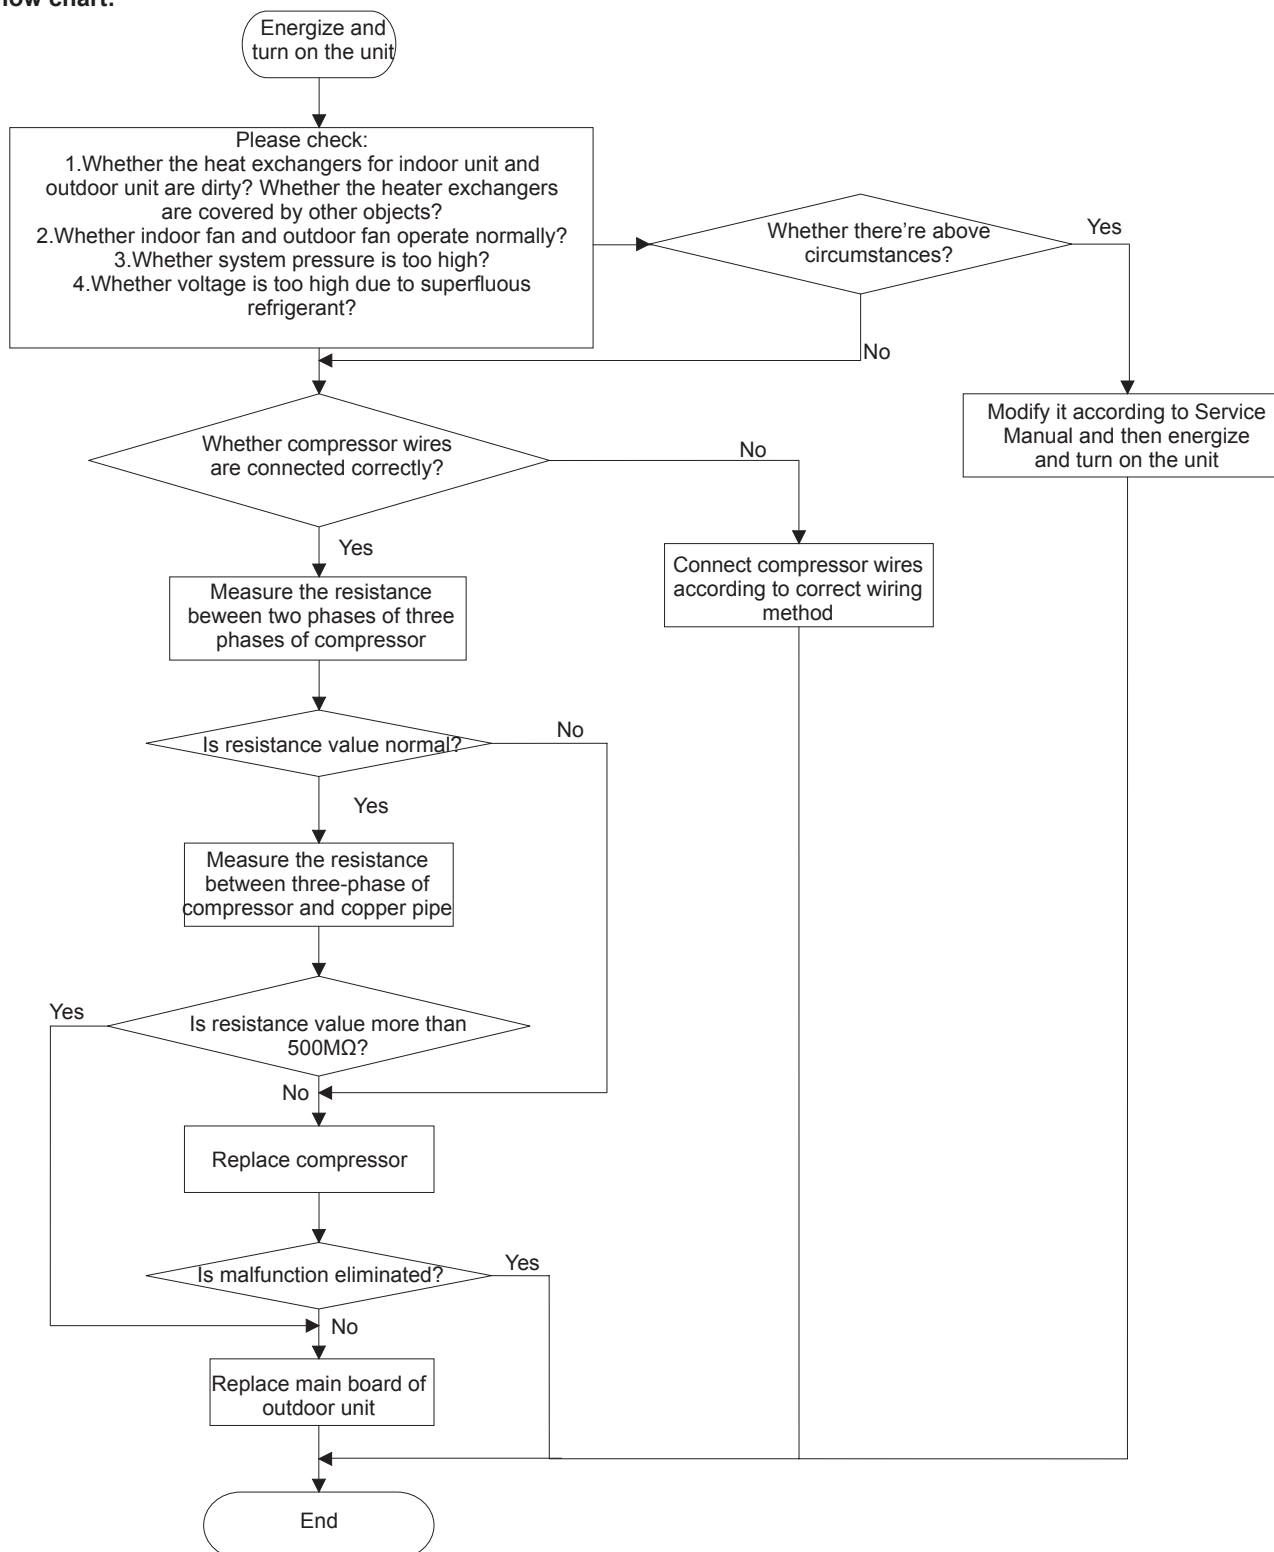 low chart:
Energize and
turn on the unit
Please check:
1.Whether the heat exchangers for indoor unit and
outdoor unit are dirty? Whether the heater exchangers
are covered by other objects?
2.Whether indoor fan and outdoor fan operate normally?
3.Whether system pressure is too high?
4.Whether voltage is too high due to superfluous
refrigerant?
Whether there're above
circumstances?
Yes
No
Modify it according to Service
Manual and then energize
and turn on the unit
Whether compressor wires
are connected correctly?
No
Yes
Connect compressor wires
according to correct wiring
method
Measure the resistance
beween two phases of three
phases of compressor
Is resistance value normal?
No
Yes
Measure the resistance
between three-phase of
compressor and copper pipe
Yes
Is resistance value more than
500MΩ?
No
Replace compressor
Is malfunction eliminated?
Yes
No
Replace main board of
outdoor unit
End